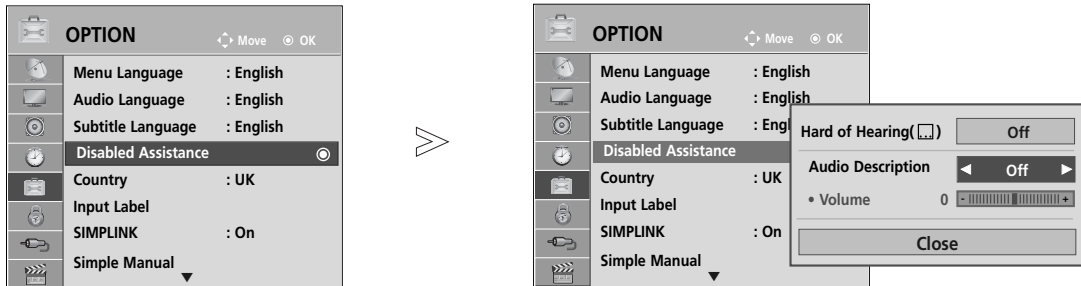 OPTION
Move OK
Menu Language : English
Audio Language : English
Subtitle Language : English
Disabled Assistance
Country : UK
Input Label
SIMPLINK : On
Simple Manual
OPTION
Move OK
Menu Language : English
Audio Language : English
Subtitle Language : Engl
Disabled Assistance
Country : UK
Input Label
SIMPLINK : On
Simple Manual
Hard of Hearing( ) Off
Audio Description Off
• Volume 0 - +
Close